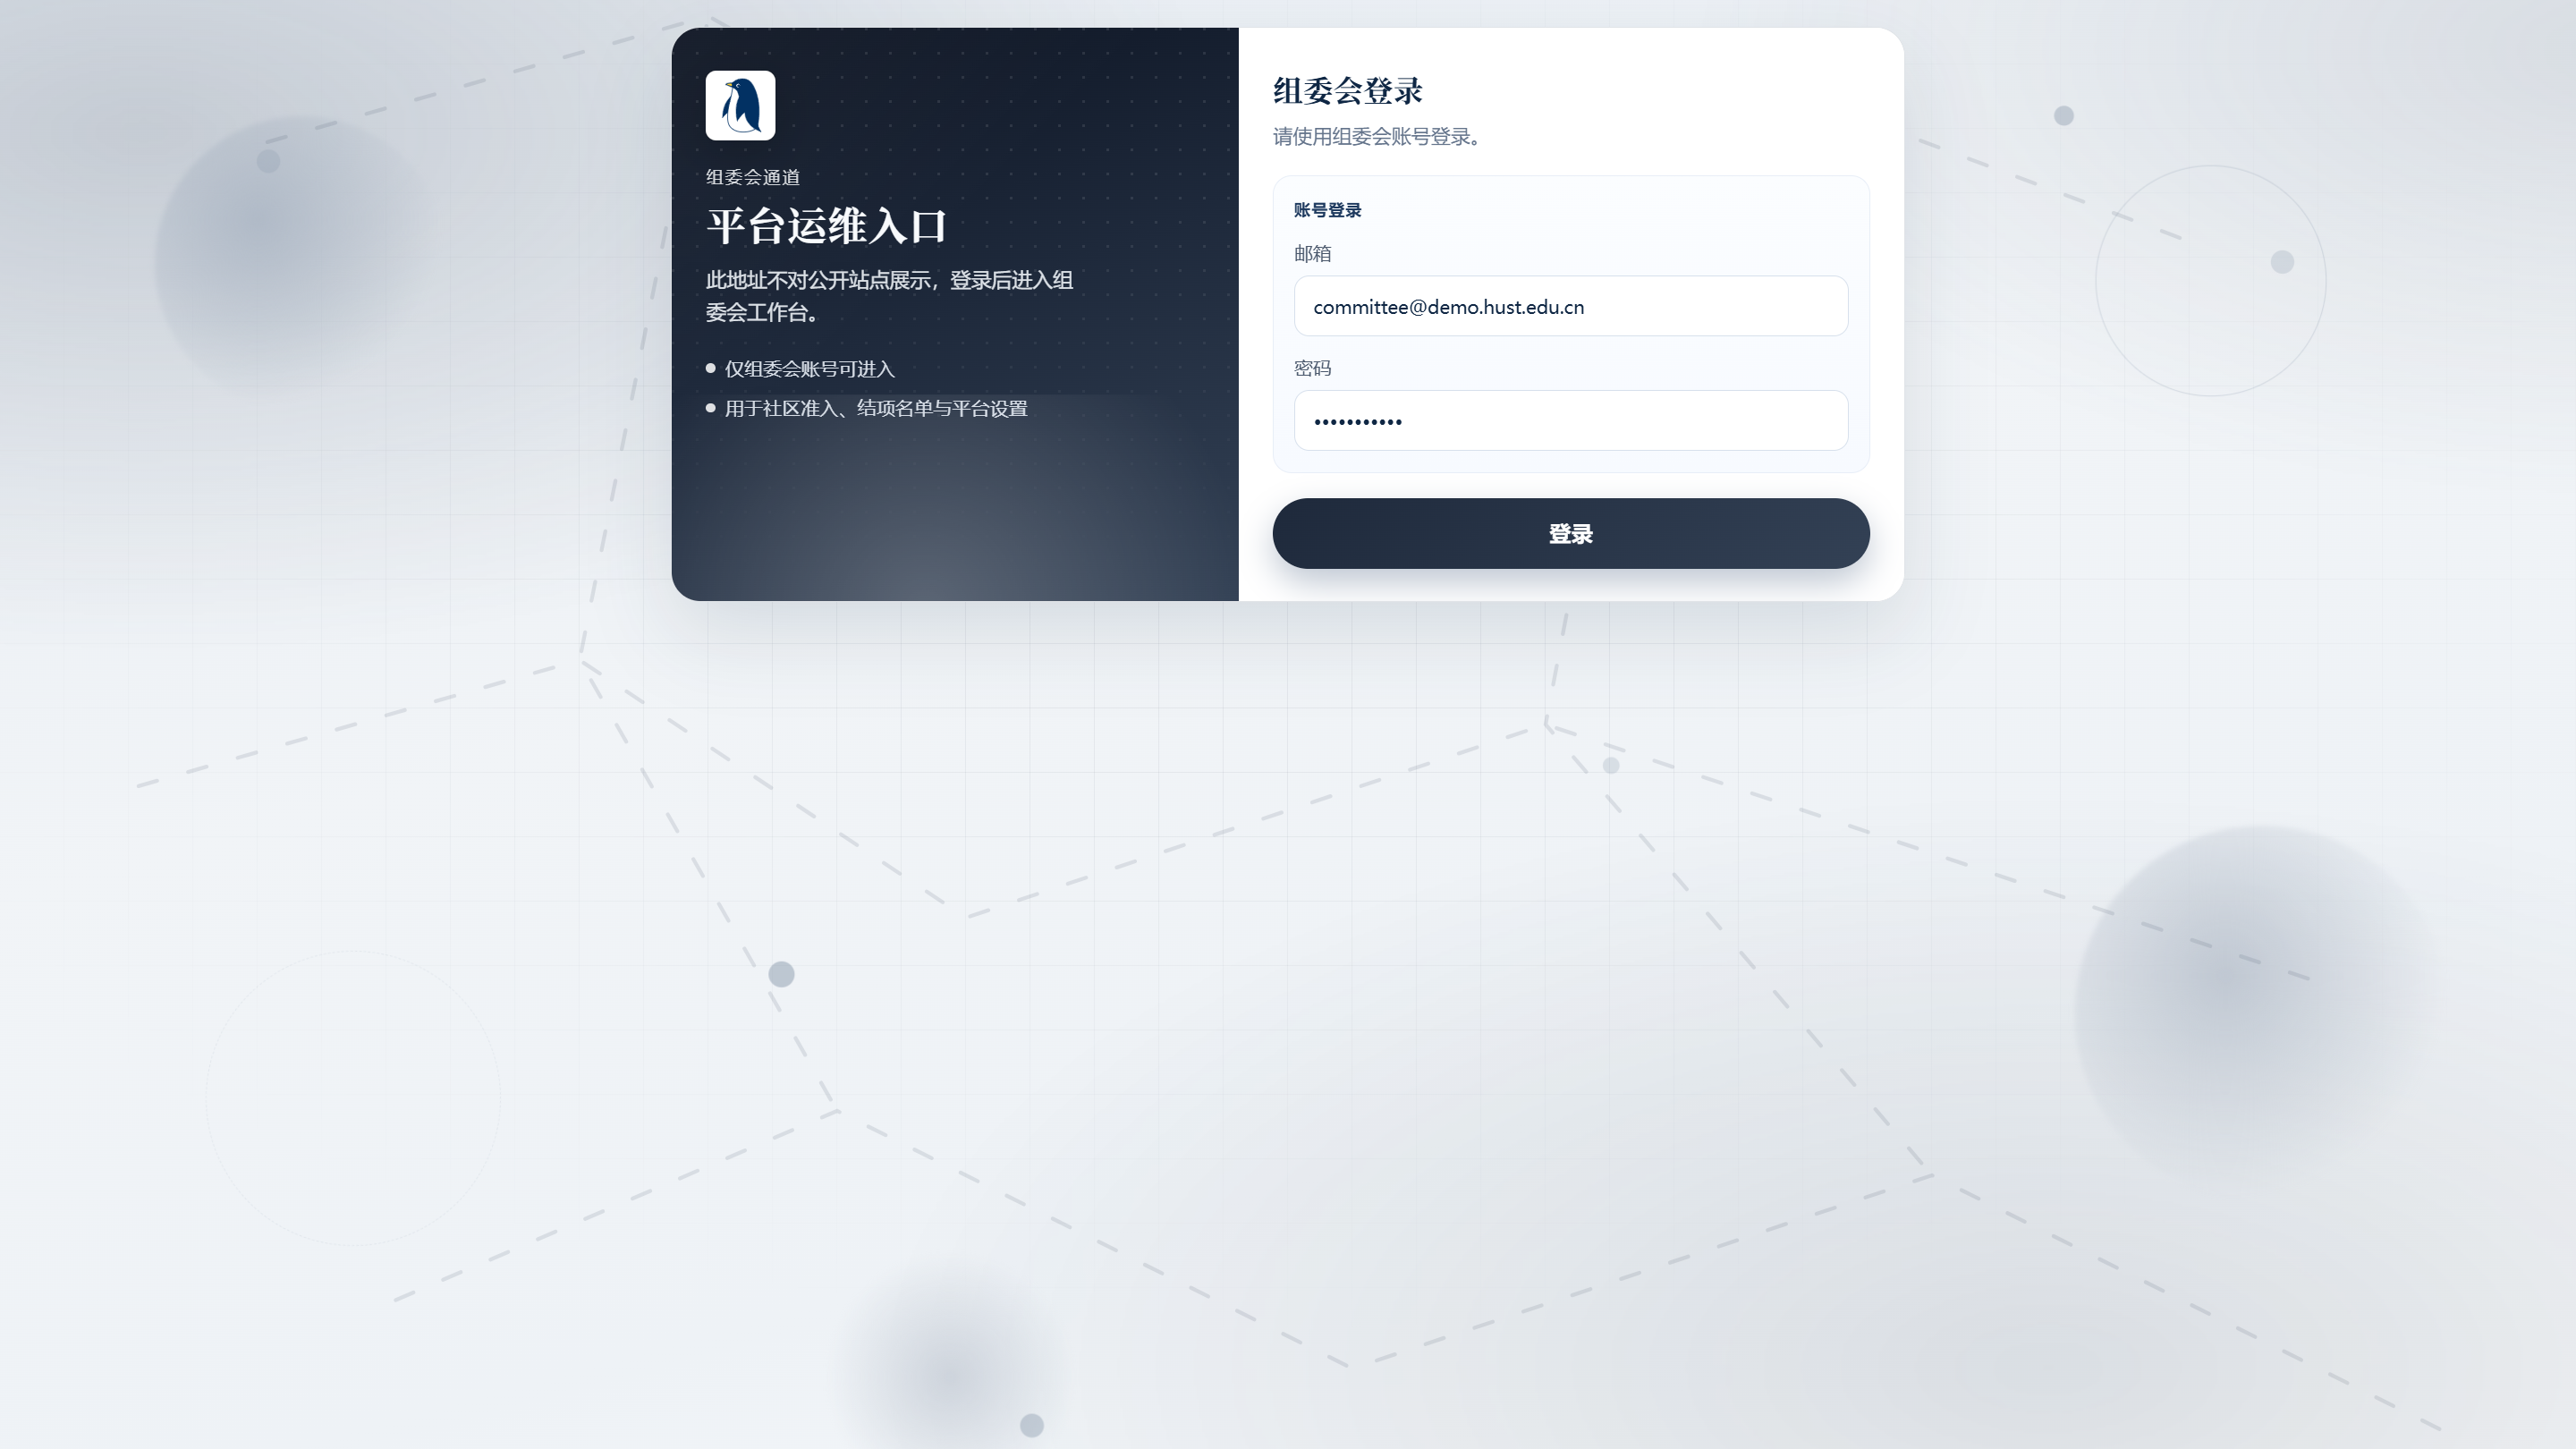 组委会通道
平台运维入口
此地址不对公开站点展示，登录后进入组
委会工作台。
仅组委会账号可进入
用于社区准入、结项名单与平台设置
组委会登录
请使用组委会账号登录。
账号登录
邮箱
committee@demo.hust.edu.cn
密码
•••••••••••
登录